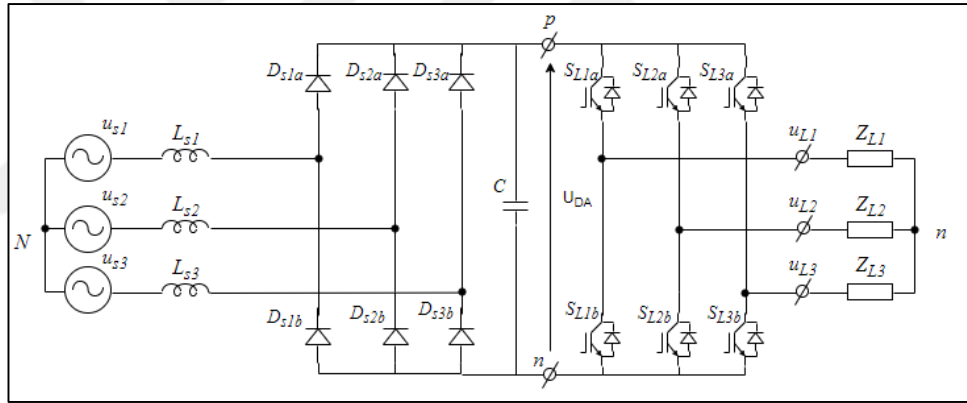 p
D_{s1a} D_{s2a} D_{s3a} S_{L1a} S_{L2a} S_{L3a}
u_{s1} L_{s1} u_{L1} Z_{L1}
u_{s2} L_{s2} C U_{DA} u_{L2} Z_{L2}
N n
u_{s3} L_{s3} u_{L3} Z_{L3}
D_{s1b} D_{s2b} D_{s3b} S_{L1b} S_{L2b} S_{L3b}
n